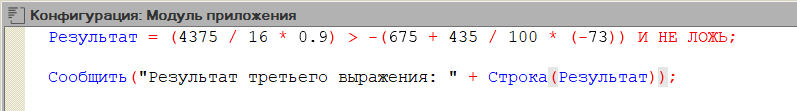 Конфигурация: Модуль приложения
Результат = (4375 / 16 * 0.9) > -(675 + 435 / 100 * (-73)) И НЕ ЛОЖЬ;
Сообщить("Результат третьего выражения: " + Строка(Результат));